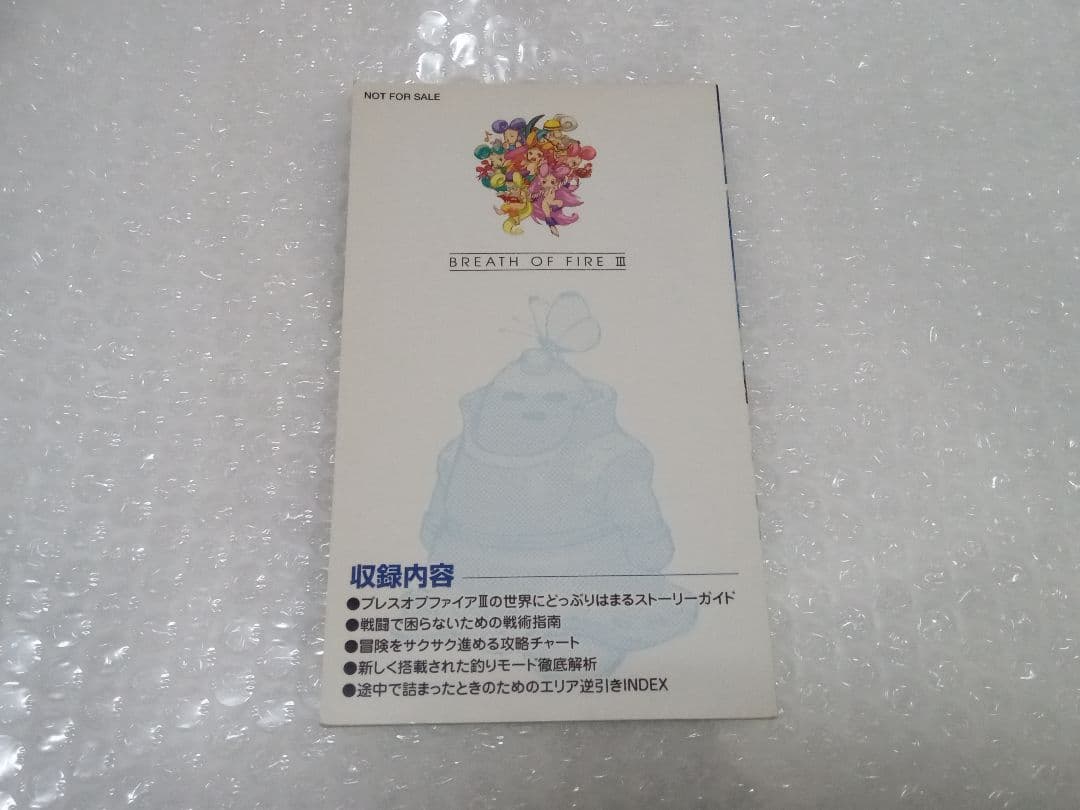 NOT FOR SALE
BREATH OF FIRE III
収録内容
●ブレスオブファイアⅢの世界にどっぷりはまるストーリーガイド
●戦闘で困らないための戦術指南
●冒険をサクサク進める攻略チャート
●新しく搭載された釣りモード徹底解析
●途中で詰まったときのためのエリア逆引きINDEX